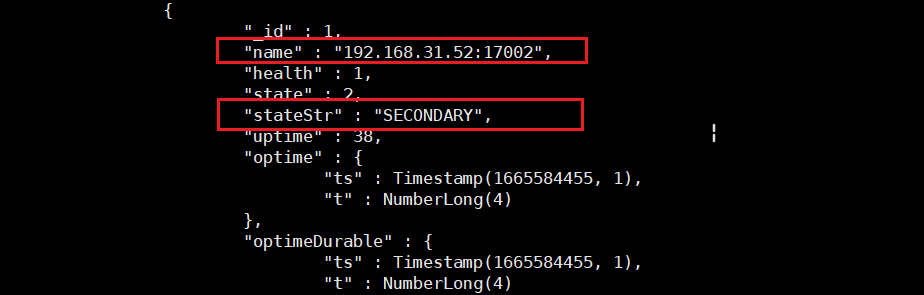 {
"_id" : 1,
"name" : "192.168.31.52:17002",
"health" : 1,
"state" : 2,
"stateStr" : "SECONDARY",
"uptime" : 38,
"optime" : {
"ts" : Timestamp(1665584455, 1),
"t" : NumberLong(4)
},
"optimeDurable" : {
"ts" : Timestamp(1665584455, 1),
"t" : NumberLong(4)